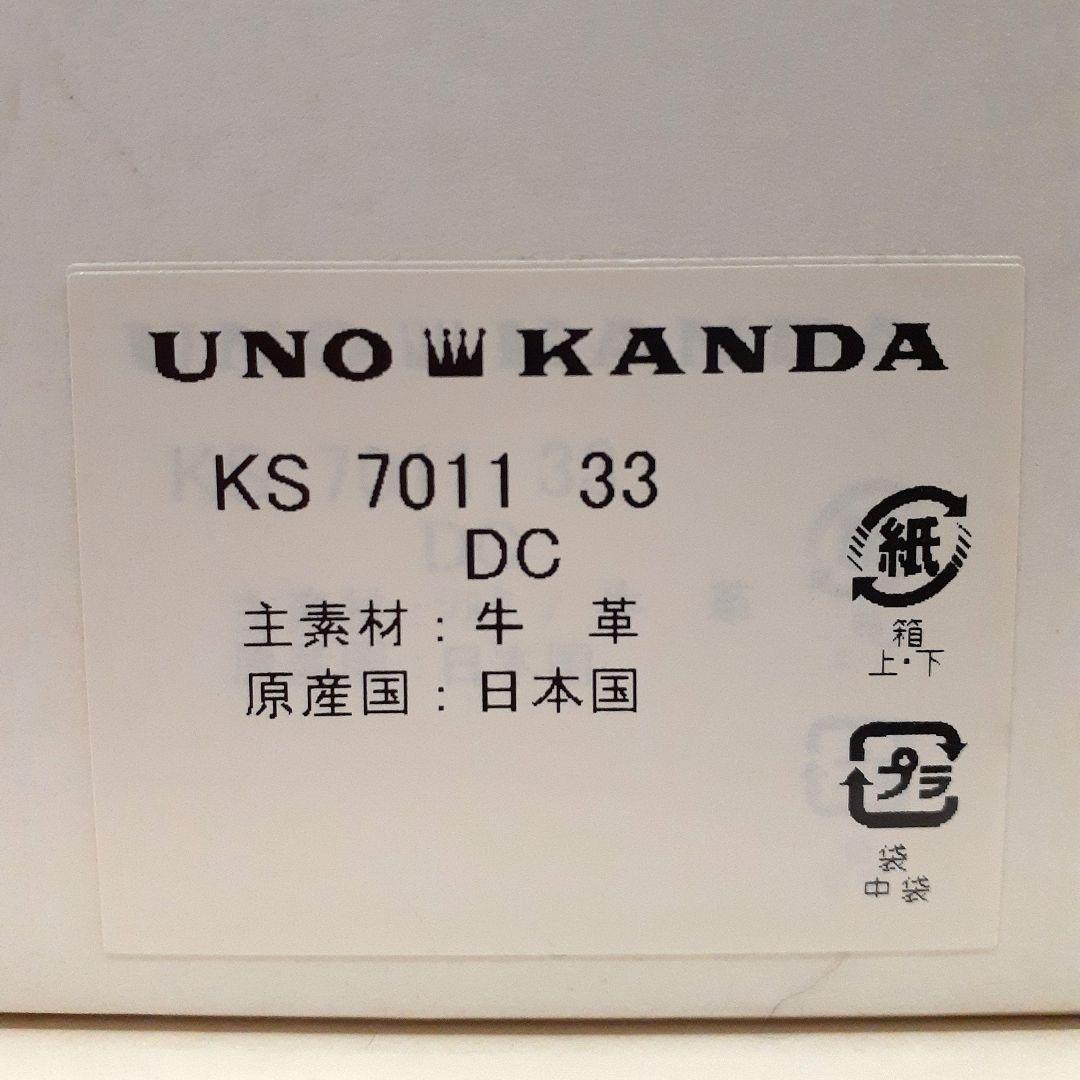 UNO KANDA
KS 7011 33
DC
主素材：牛 革
原産国：日本国
紙
箱
上・下
プラ
袋
中袋